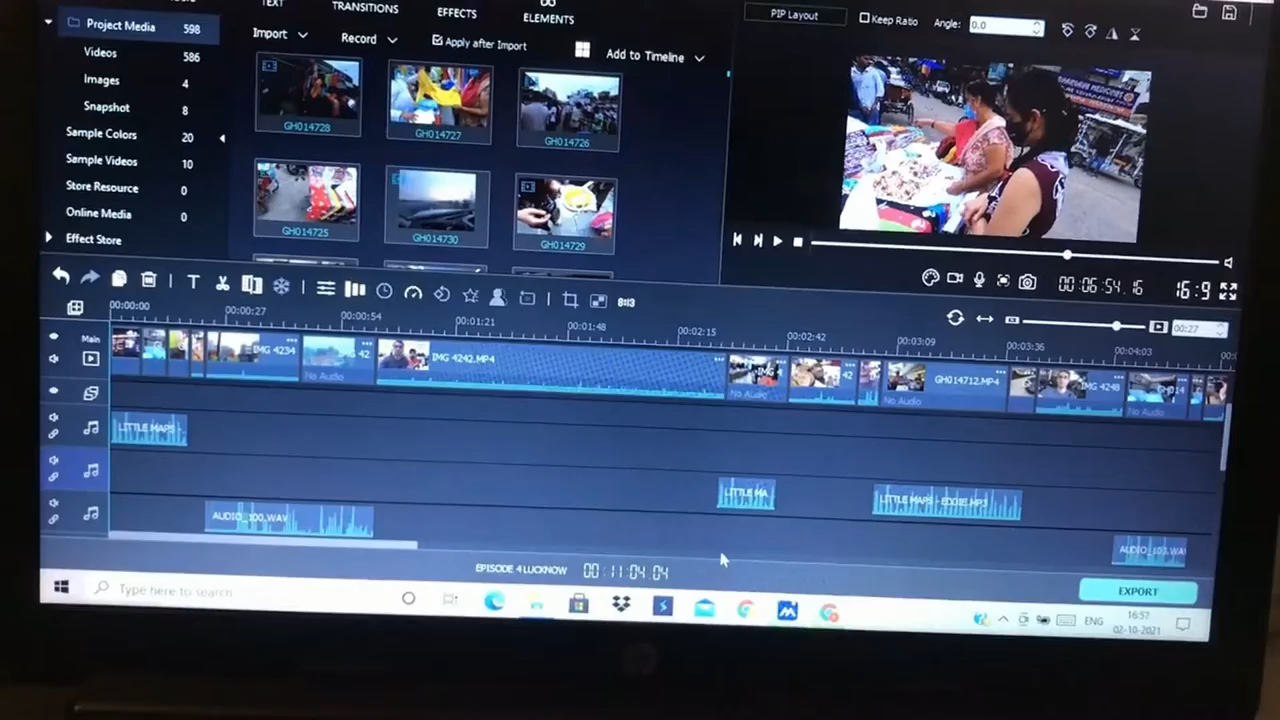 TEXT
TRANSITIONS
EFFECTS
ELEMENTS
Project Media 598
Videos 586
Images 4
Snapshot 8
Sample Colors 20
Sample Videos 10
Store Resource 0
Online Media 0
Effect Store
Import
Record
Apply after Import
Add to Timeline
GH014728
GH014727
GH014726
GH014725
GH014730
GH014729
PIP Layout
Keep Ratio
Angle: 0.0
00:06:54.16
16:9
00:00:00
00:00:27
00:00:54
00:01:21
00:01:48
00:02:15
00:02:42
00:03:09
00:03:36
00:04:03
00:27
Main
IMG 4234
42
No Audio
IMG 4242.MP4
No Audio
42
GH014712.MP4
No Audio
IMG 4248
No Audio
LITTLE MAPS -
LITTLE MA
LITTLE MAPS - EDDIE.MP3
AUDIO_100.WAV
AUDIO_103.WAV
EPISODE 4 LUCKNOW 00:11:04.04
EXPORT
Type here to search
ENG
16:57
02-10-2021